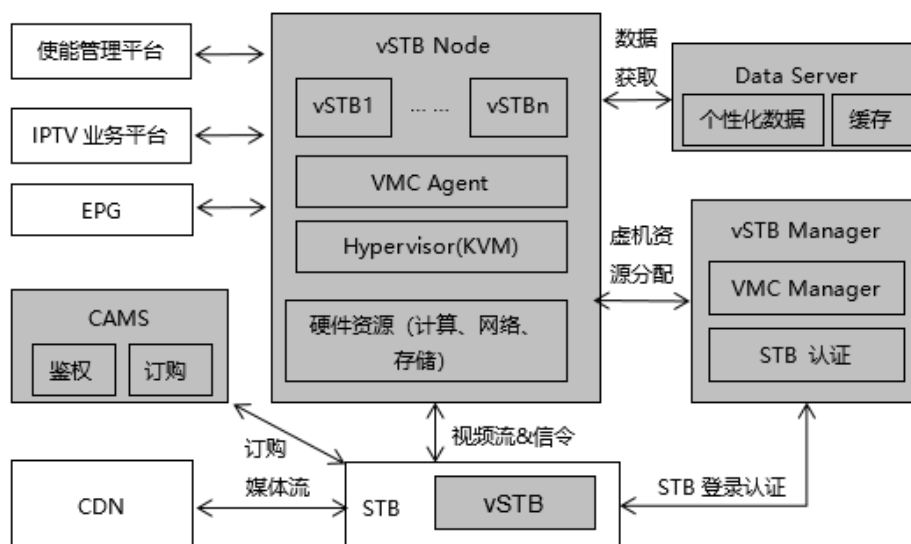 使能管理平台
IPTV 业务平台
EPG
vSTB Node
vSTB1
... ...
vSTBn
VMC Agent
Hypervisor(KVM)
硬件资源（计算、网络、
存储）
数据
获取
Data Server
个性化数据
缓存
虚机资
源分配
vSTB Manager
VMC Manager
STB 认证
CAMS
鉴权
订购
订购
视频流&信令
CDN
媒体流
STB
vSTB
STB 登录认证